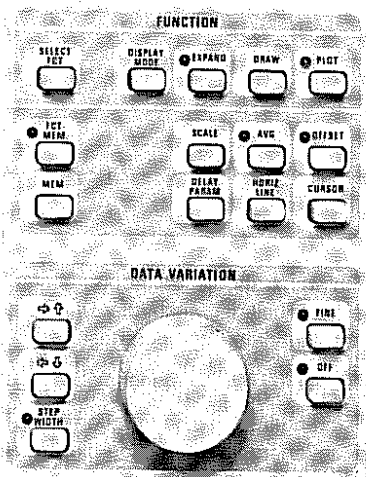 FUNCTION
SELECT FCT
DISPLAY MODE
EXPAND
DRAW
PLOT
FCT MEM
SCALE
AVG
OFFSET
MEM
DELAY PARAM
HORIZ LINE
CURSOR
DATA VARIATION
⇨ ⇧
FINE
⇦ ⇩
OFF
STEP WIDTH